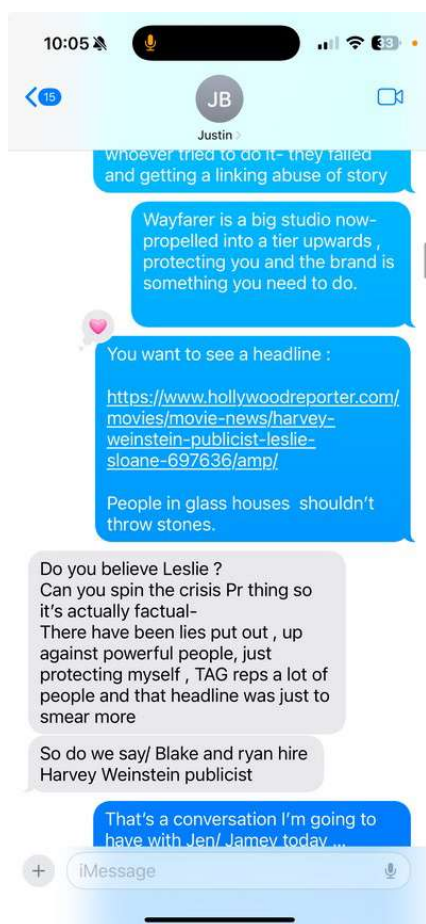 10:05
33
15
JB
Justin
whoever tried to do it- they failed
and getting a linking abuse of story
Wayfarer is a big studio now-
propelled into a tier upwards ,
protecting you and the brand is
something you need to do.
You want to see a headline :
https://www.hollywoodreporter.com/
movies/movie-news/harvey-
weinstein-publicist-leslie-
sloane-697636/amp/
People in glass houses shouldn’t
throw stones.
Do you believe Leslie ?
Can you spin the crisis Pr thing so
it’s actually factual-
There have been lies put out , up
against powerful people, just
protecting myself , TAG reps a lot of
people and that headline was just to
smear more
So do we say/ Blake and ryan hire
Harvey Weinstein publicist
That’s a conversation I’m going to
have with Jen/ Jamey today ...
iMessage